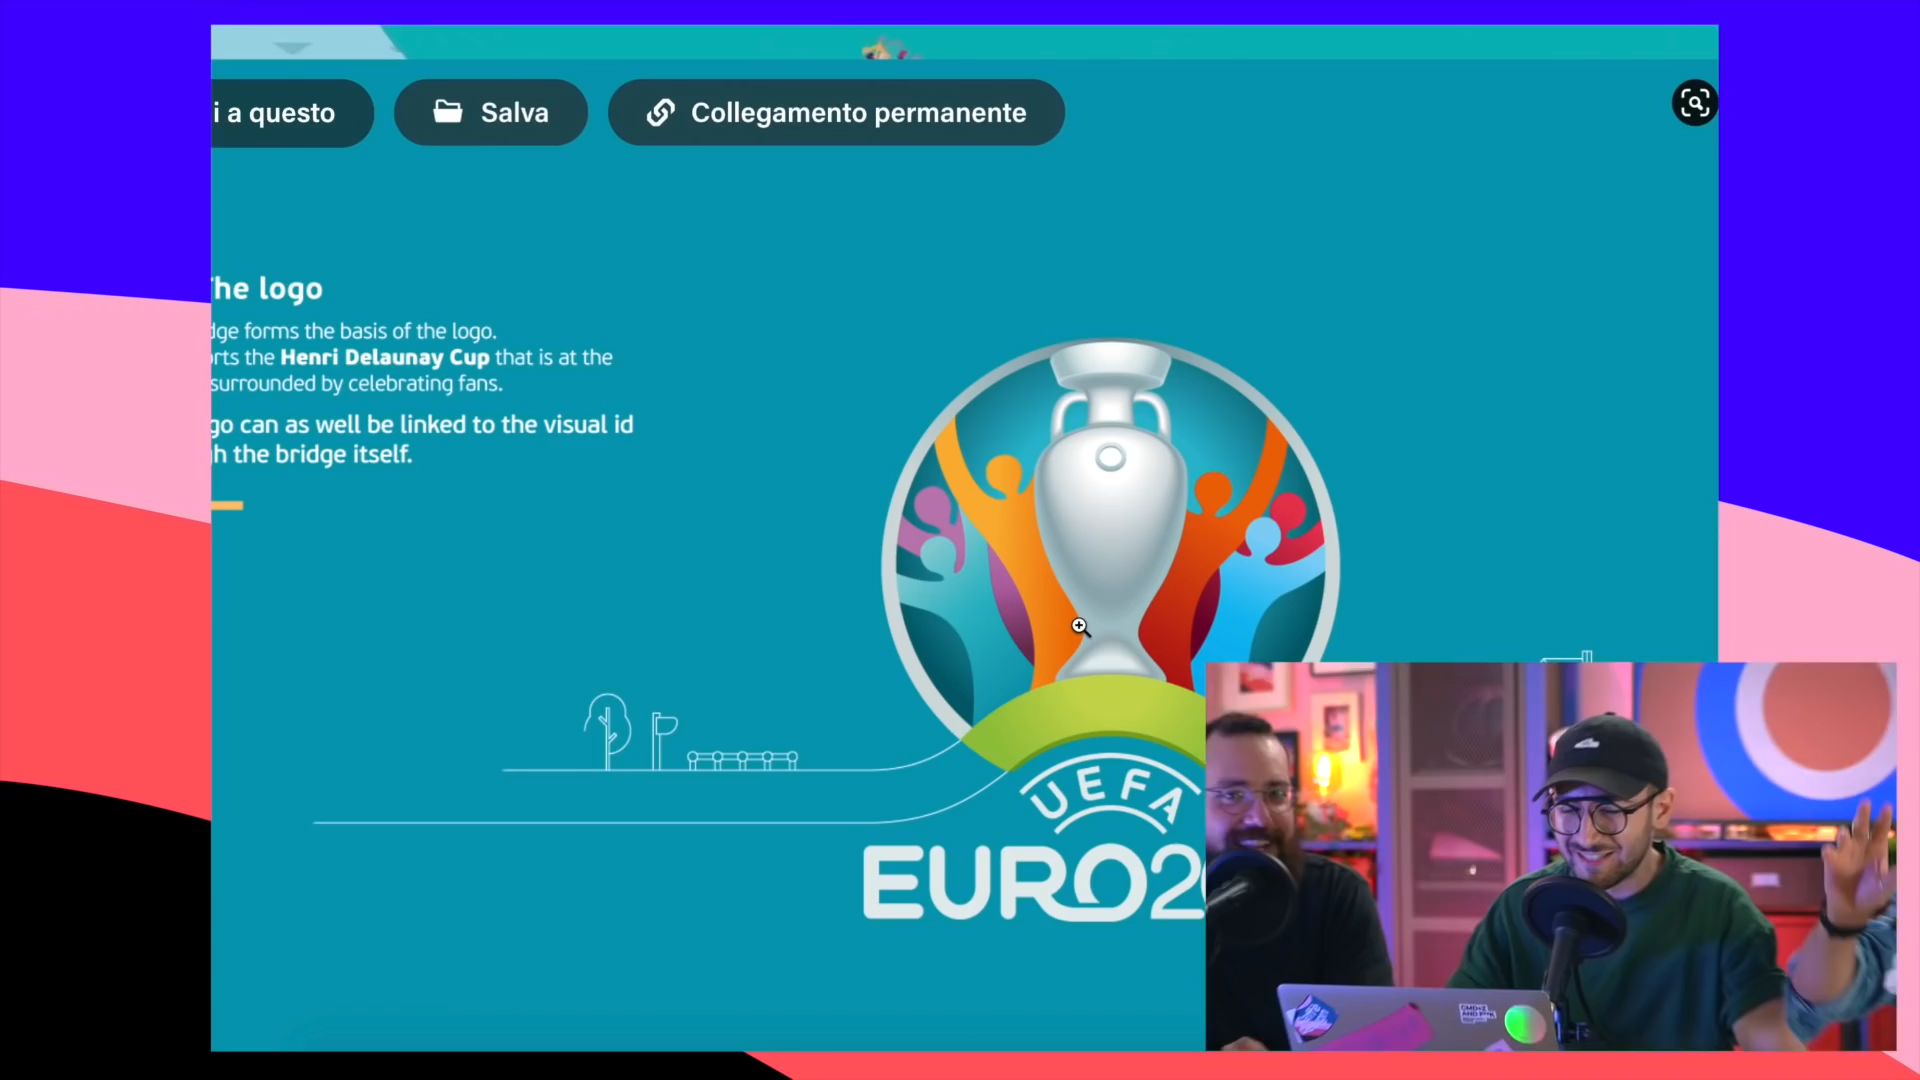 i a questo
Salva
Collegamento permanente
he logo
dge forms the basis of the logo.
rts the Henri Delaunay Cup that is at the
surrounded by celebrating fans.
go can as well be linked to the visual id
h the bridge itself.
UEFA
EURO2